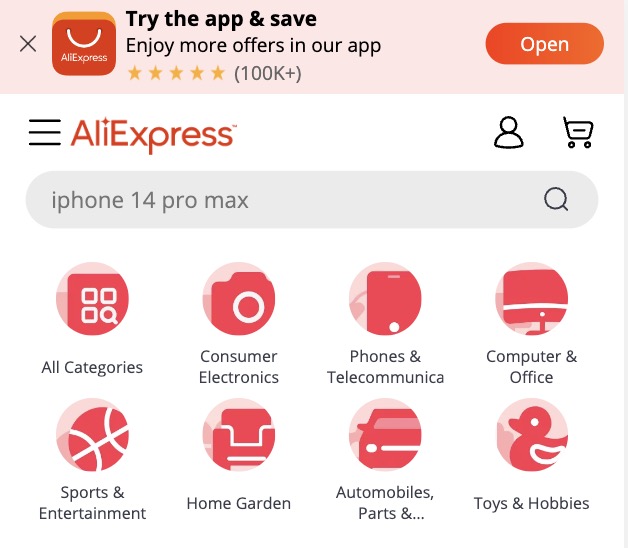 Try the app & save
Enjoy more offers in our app
(100K+)
Open
AliExpress
AliExpress™
iphone 14 pro max
All Categories
Consumer
Electronics
Phones &
Telecommunica
Computer &
Office
Sports &
Entertainment
Home Garden
Automobiles,
Parts &...
Toys & Hobbies